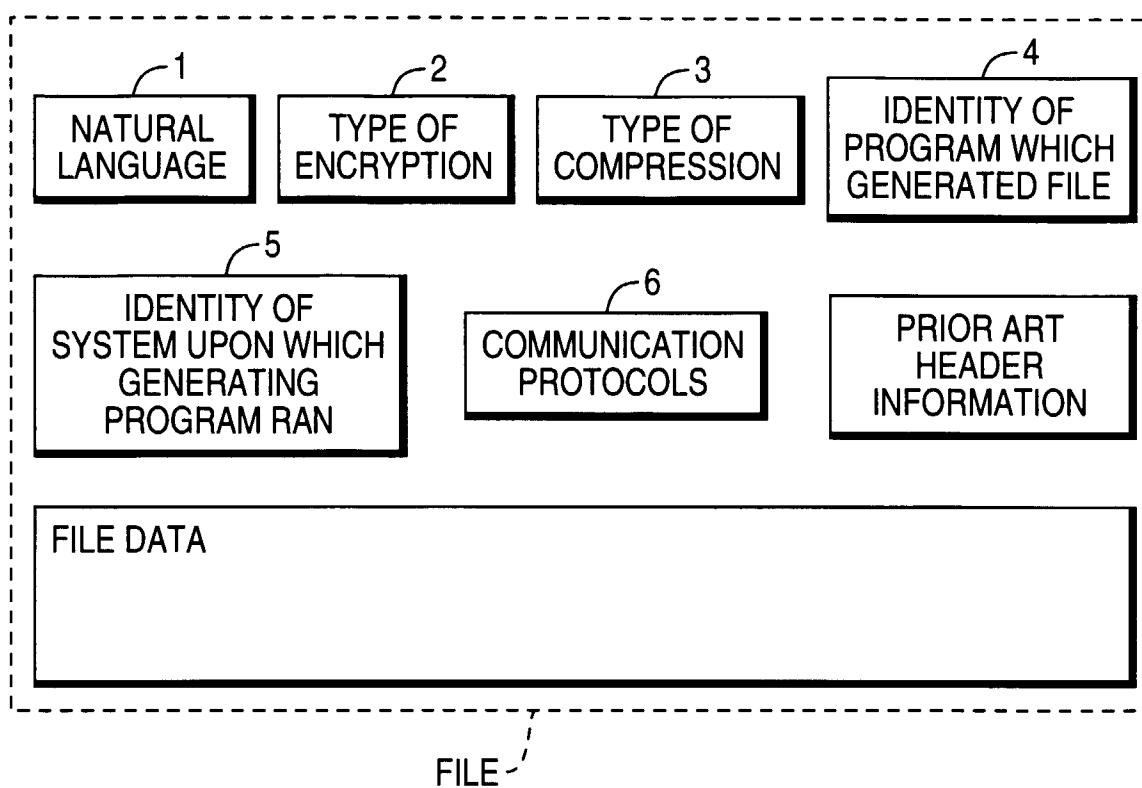 1
NATURAL
LANGUAGE
2
TYPE OF
ENCRYPTION
3
TYPE OF
COMPRESSION
4
IDENTITY OF
PROGRAM WHICH
GENERATED FILE
5
IDENTITY OF
SYSTEM UPON WHICH
GENERATING
PROGRAM RAN
6
COMMUNICATION
PROTOCOLS
PRIOR ART
HEADER
INFORMATION
FILE DATA
FILE